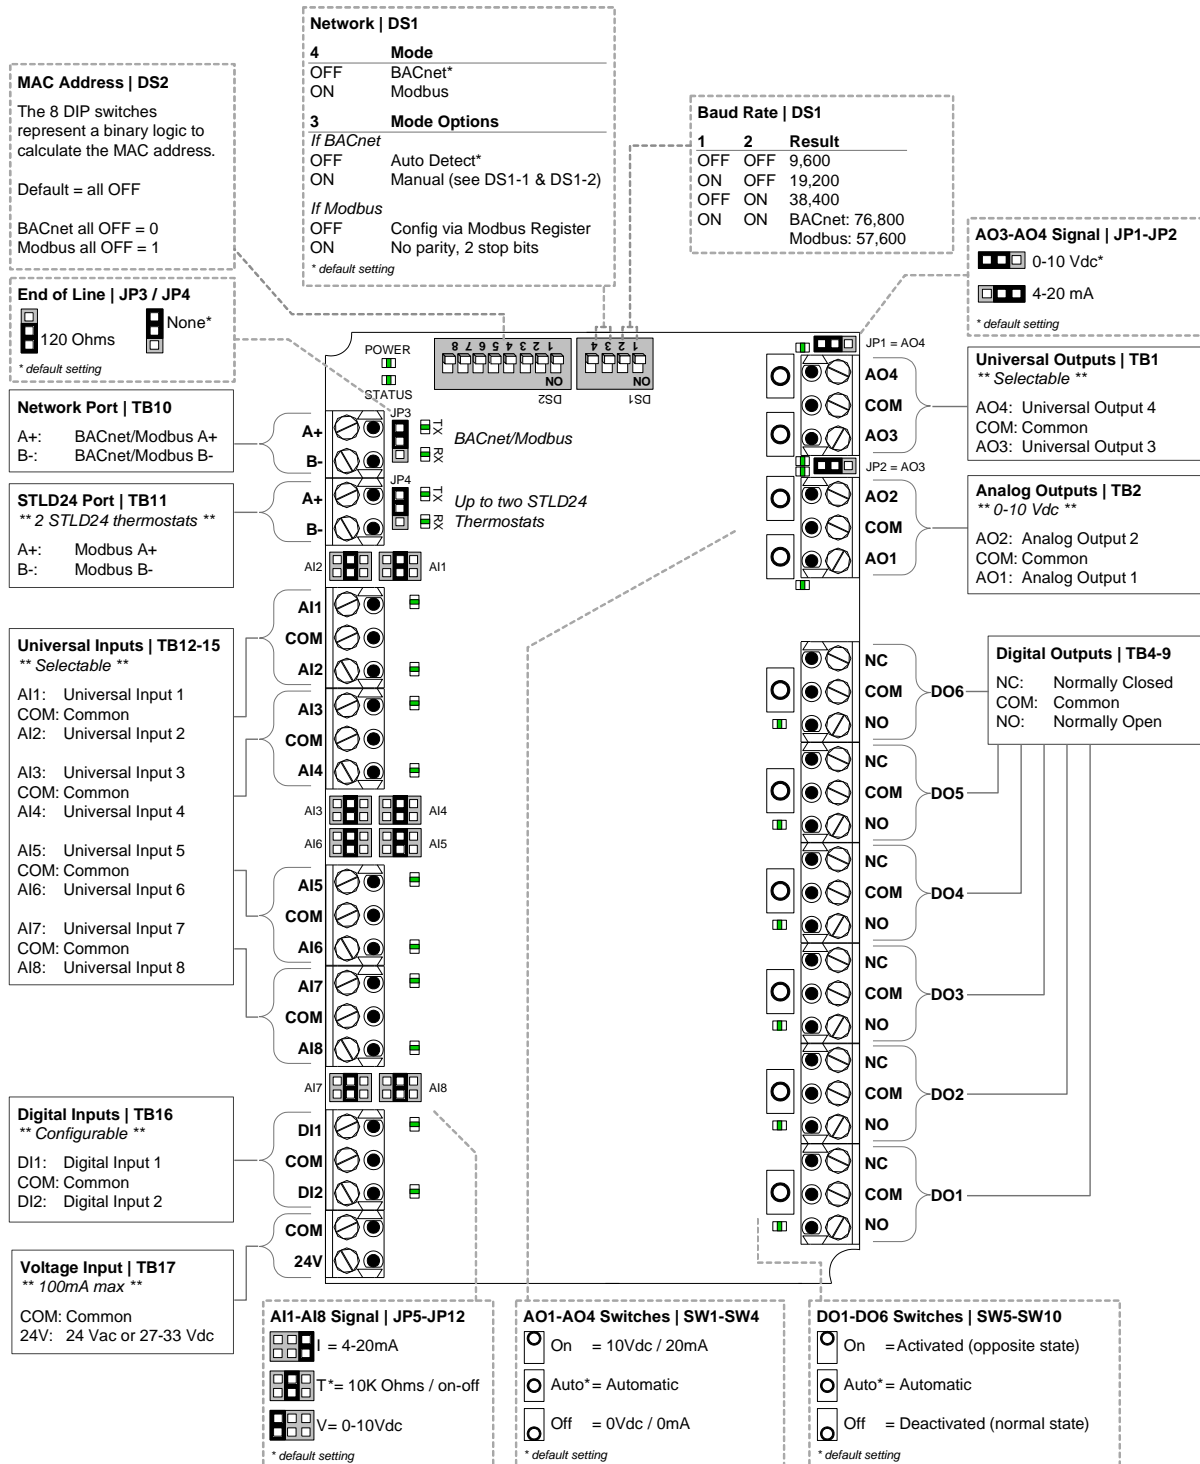 Network | DS1
4 Mode
OFF BACnet*
ON Modbus
3 Mode Options
If BACnet
OFF Auto Detect*
ON Manual (see DS1-1 & DS1-2)
If Modbus
OFF Config via Modbus Register
ON No parity, 2 stop bits
* default setting
MAC Address | DS2
The 8 DIP switches
represent a binary logic to
calculate the MAC address.
Default = all OFF
BACnet all OFF = 0
Modbus all OFF = 1
Baud Rate | DS1
1 2 Result
OFF OFF 9,600
ON OFF 19,200
OFF ON 38,400
ON ON BACnet: 76,800
Modbus: 57,600
AO3-AO4 Signal | JP1-JP2
0-10 Vdc*
4-20 mA
* default setting
End of Line | JP3 / JP4
120 Ohms
None*
* default setting
POWER
STATUS
8 7 6 5 4 3 2 1
ON
DS2
4 3 2 1
ON
DS1
JP1 = AO4
AO4
COM
AO3
JP2 = AO3
AO2
COM
AO1
Universal Outputs | TB1
** Selectable **
AO4: Universal Output 4
COM: Common
AO3: Universal Output 3
Analog Outputs | TB2
** 0-10 Vdc **
AO2: Analog Output 2
COM: Common
AO1: Analog Output 1
Network Port | TB10
A+: BACnet/Modbus A+
B-: BACnet/Modbus B-
A+
B-
JP3
TX
RX
BACnet/Modbus
STLD24 Port | TB11
** 2 STLD24 thermostats **
A+: Modbus A+
B-: Modbus B-
A+
B-
JP4
TX
RX
Up to two STLD24
Thermostats
AI2
AI1
AI1
COM
AI2
AI3
COM
AI4
AI3
AI4
AI6
AI5
AI5
COM
AI6
AI7
COM
AI8
AI7
AI8
Universal Inputs | TB12-15
** Selectable **
AI1: Universal Input 1
COM: Common
AI2: Universal Input 2
AI3: Universal Input 3
COM: Common
AI4: Universal Input 4
AI5: Universal Input 5
COM: Common
AI6: Universal Input 6
AI7: Universal Input 7
COM: Common
AI8: Universal Input 8
Digital Outputs | TB4-9
NC: Normally Closed
COM: Common
NO: Normally Open
NC
COM DO6
NO
NC
COM DO5
NO
NC
COM DO4
NO
NC
COM DO3
NO
NC
COM DO2
NO
NC
COM DO1
NO
Digital Inputs | TB16
** Configurable **
DI1: Digital Input 1
COM: Common
DI2: Digital Input 2
DI1
COM
DI2
COM
24V
Voltage Input | TB17
** 100mA max **
COM: Common
24V: 24 Vac or 27-33 Vdc
AI1-AI8 Signal | JP5-JP12
I = 4-20mA
T*= 10K Ohms / on-off
V= 0-10Vdc
* default setting
AO1-AO4 Switches | SW1-SW4
On = 10Vdc / 20mA
Auto*= Automatic
Off = 0Vdc / 0mA
* default setting
DO1-DO6 Switches | SW5-SW10
On =Activated (opposite state)
Auto*= Automatic
Off = Deactivated (normal state)
* default setting